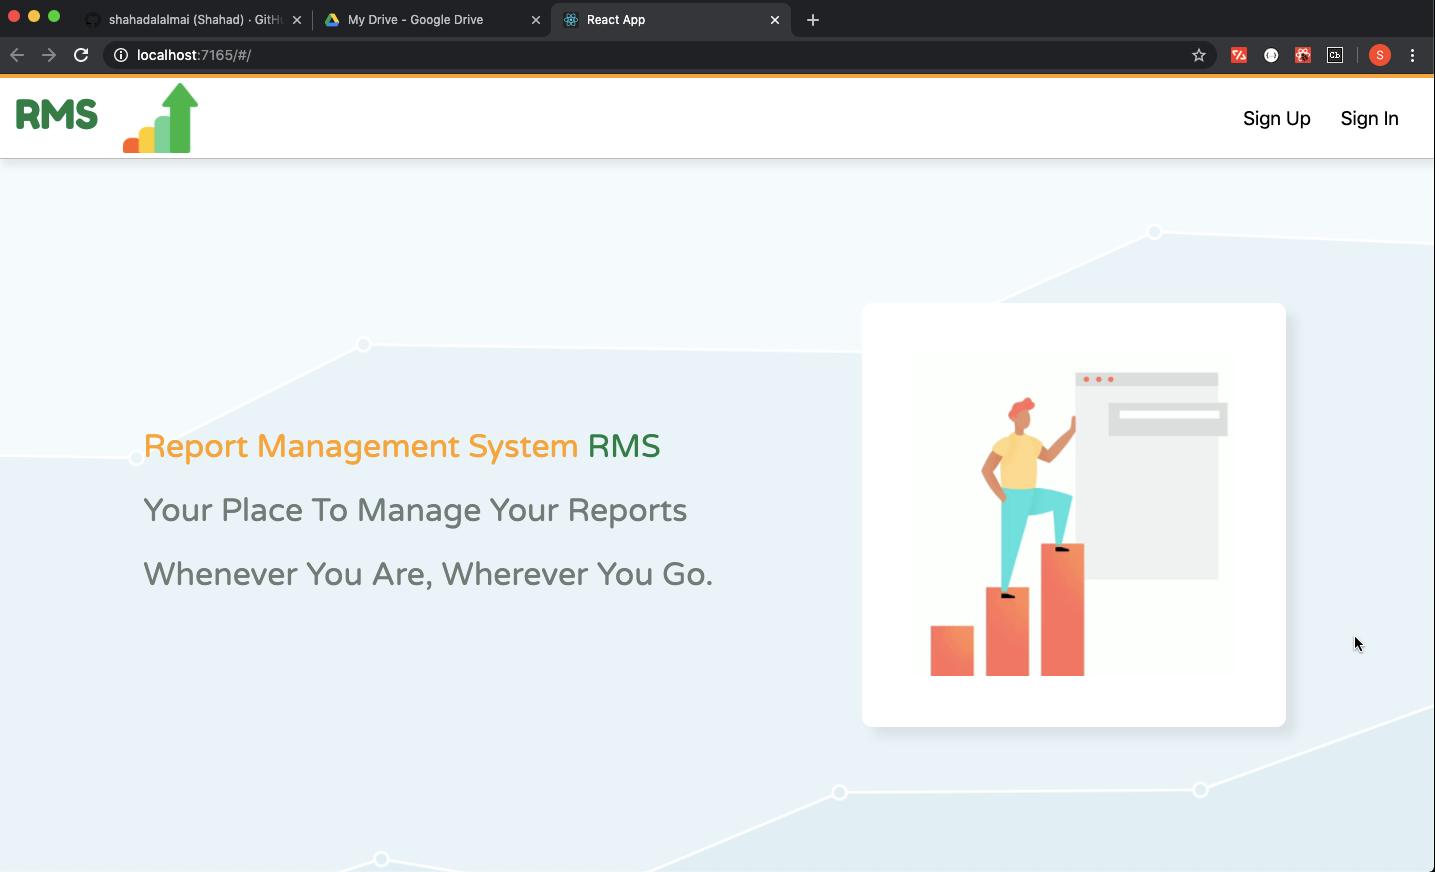 shahadalalmai (Shahad) · GitH
My Drive - Google Drive
React App
localhost:7165/#/
S
RMS
Sign Up
Sign In
Report Management System RMS
Your Place To Manage Your Reports
Whenever You Are, Wherever You Go.